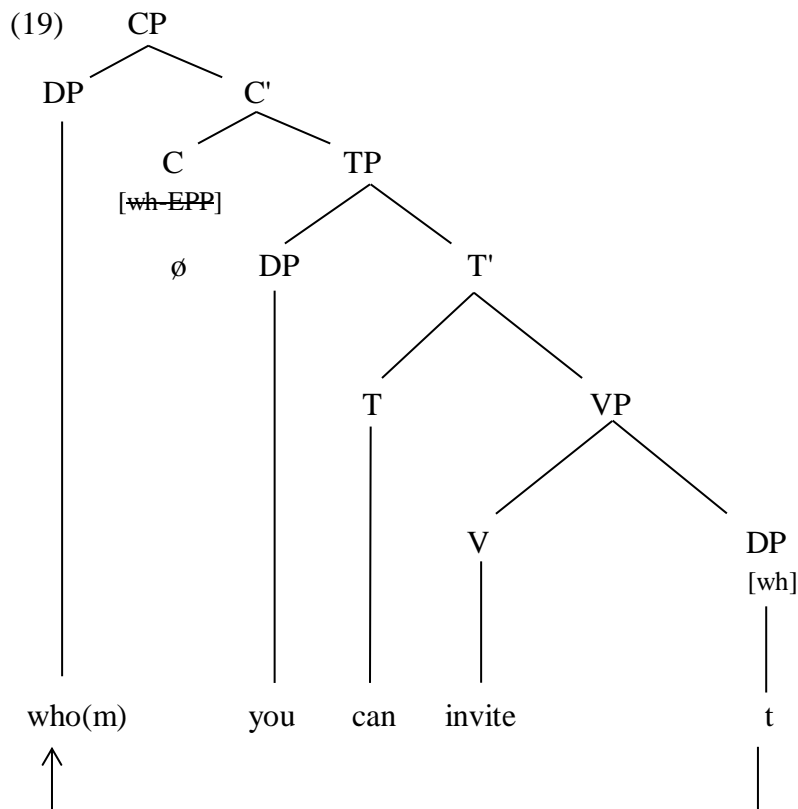 (19) CP
DP C'
C TP
[wh-EPP]
ø DP T'
T VP
V DP
[wh]
who(m) you can invite t